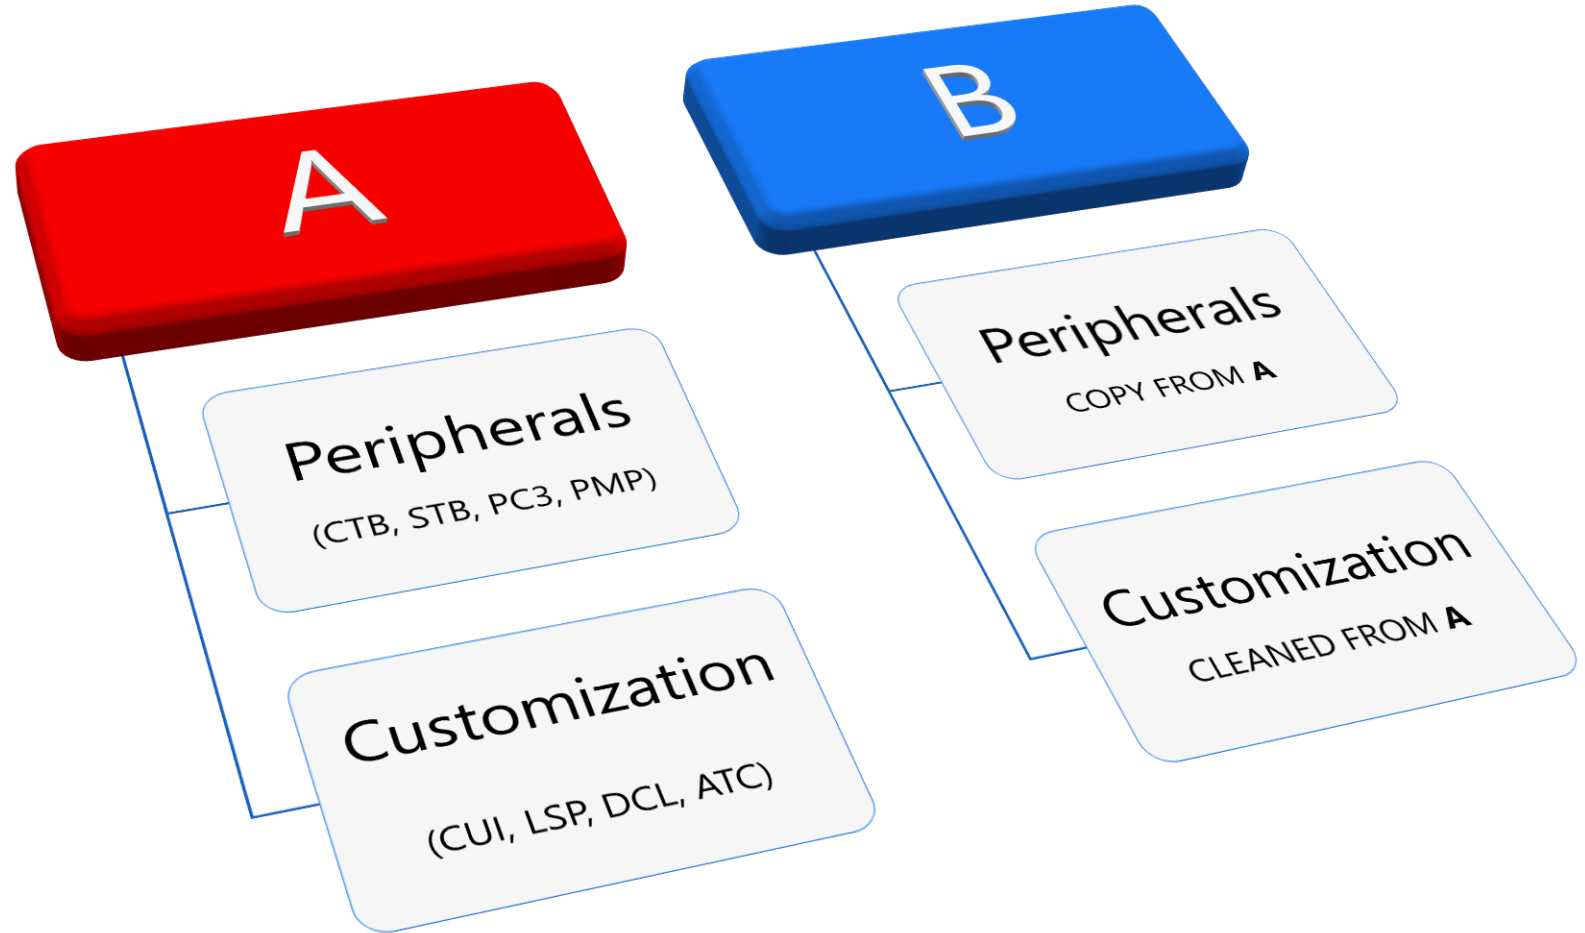 A
Peripherals
(CTB, STB, PC3, PMP)
Customization
(CUI, LSP, DCL, ATC)
B
Peripherals
COPY FROM A
Customization
CLEANED FROM A